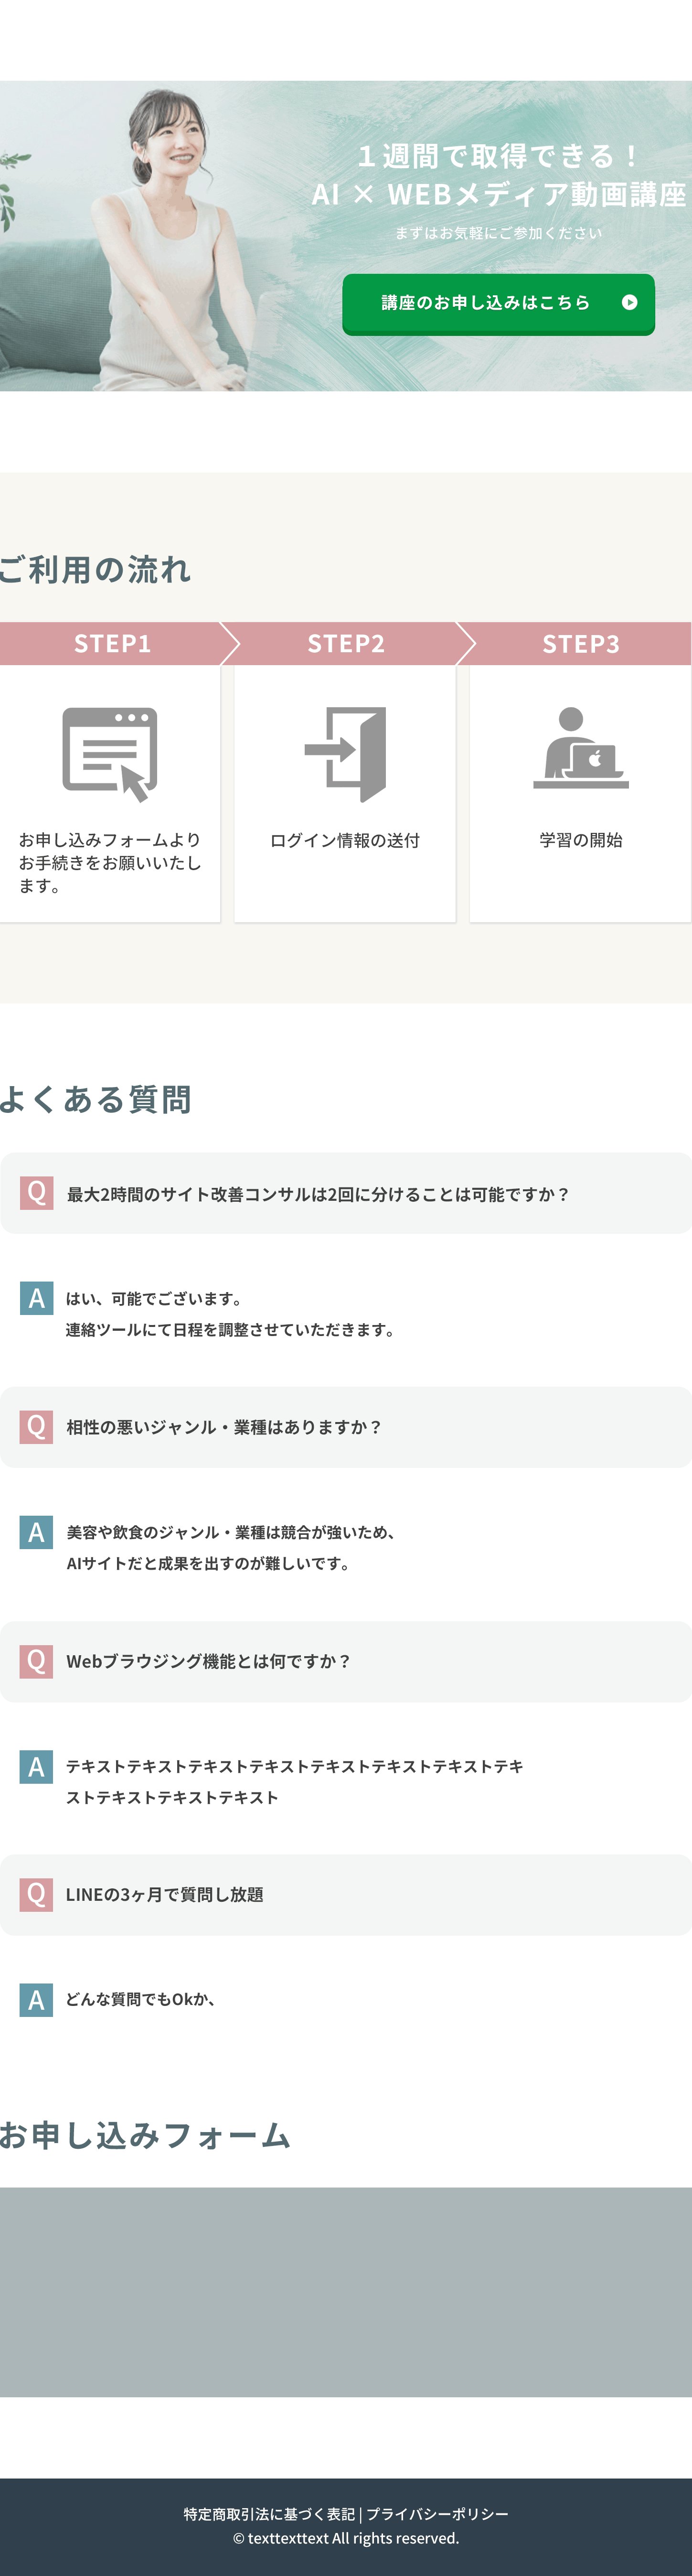 １週間で取得できる！
AI × WEBメディア動画講座
まずはお気軽にご参加ください
講座のお申し込みはこちら
ご利用の流れ
STEP1
STEP2
STEP3
お申し込みフォームより
お手続きをお願いいたし
ます。
ログイン情報の送付
学習の開始
よくある質問
Q 最大2時間のサイト改善コンサルは2回に分けることは可能ですか？
A はい、可能でございます。
連絡ツールにて日程を調整させていただきます。
Q 相性の悪いジャンル・業種はありますか？
A 美容や飲食のジャンル・業種は競合が強いため、
AIサイトだと成果を出すのが難しいです。
Q Webブラウジング機能とは何ですか？
A テキストテキストテキストテキストテキストテキストテキストテキ
ストテキストテキストテキスト
Q LINEの3ヶ月で質問し放題
A どんな質問でもOkか、
お申し込みフォーム
特定商取引法に基づく表記 | プライバシーポリシー
© texttexttext All rights reserved.